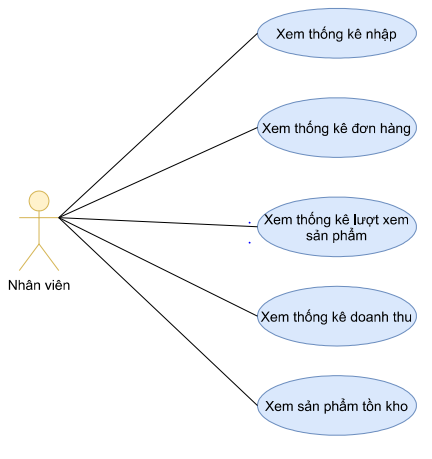 Xem thống kê nhập
Xem thống kê đơn hàng
Xem thống kê lượt xem
sản phẩm
Nhân viên
Xem thống kê doanh thu
Xem sản phẩm tồn kho